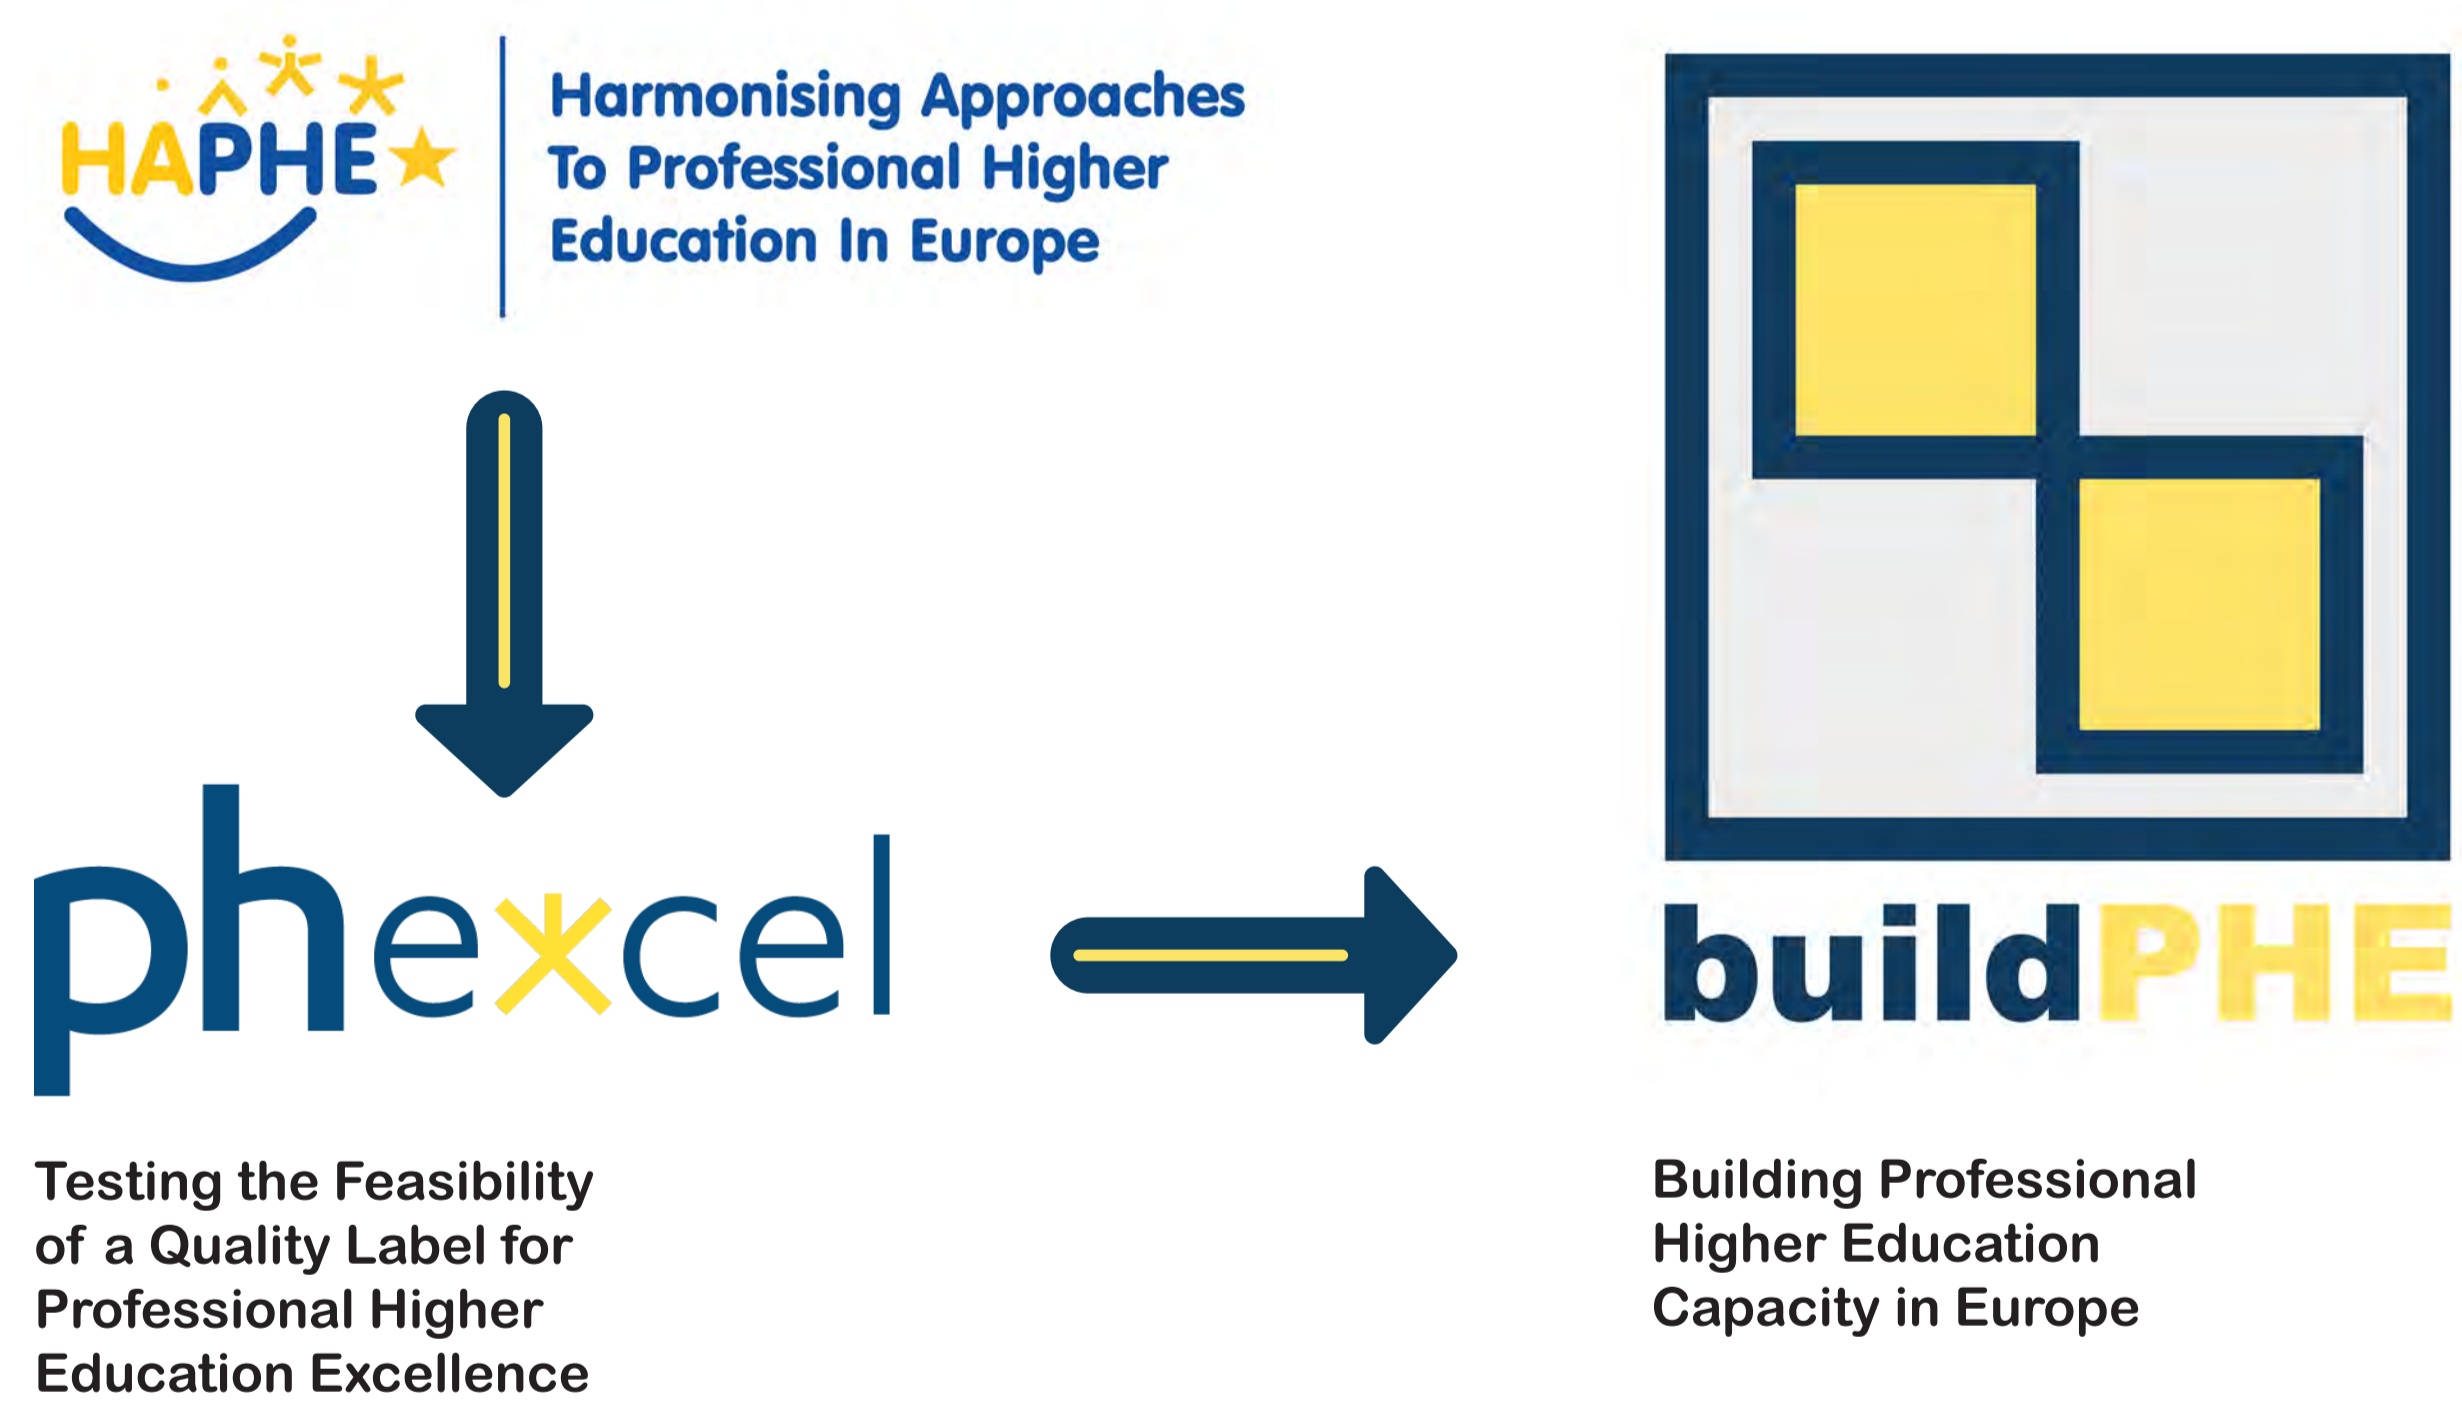 HAPHE
Harmonising Approaches
To Professional Higher
Education In Europe
phexcel
Testing the Feasibility
of a Quality Label for
Professional Higher
Education Excellence
buildPHE
Building Professional
Higher Education
Capacity in Europe